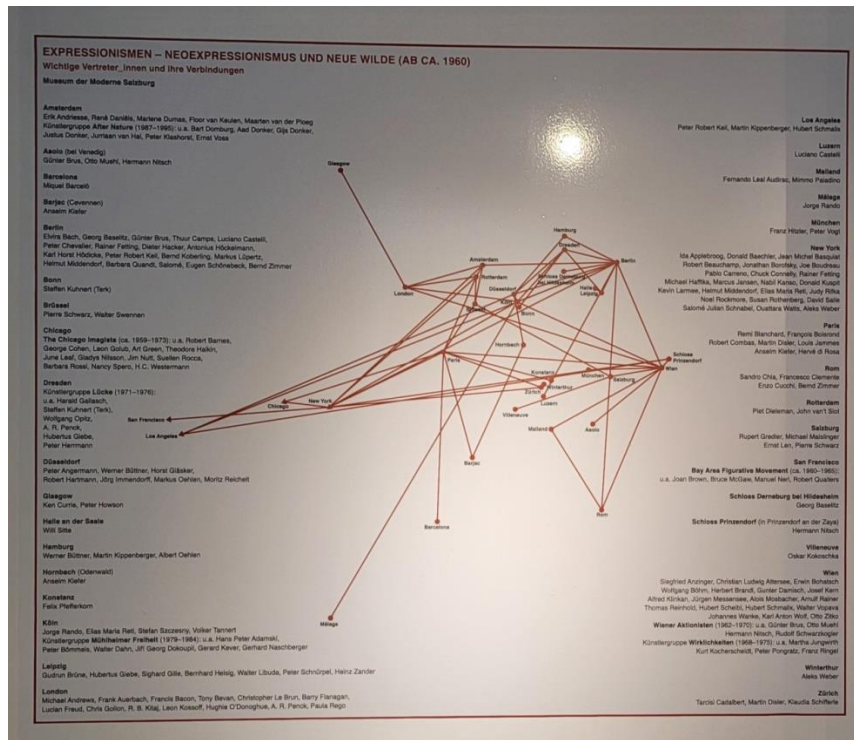 EXPRESSIONISMEN – NEOEXPRESSIONISMUS UND NEUE WILDE (AB CA. 1960)
Wichtige Vertreter_innen und ihre Verbindungen
Museum der Moderne Salzburg
Amsterdam
Erik Andriesse, René Daniëls, Marlene Dumas, Floor van Keulen, Maarten van der Ploeg
Künstlergruppe After Nature (1987–1995): u.a. Bart Domburg, Aad Donker, Gijs Donker,
Justus Donker, Jurriaan van Hall, Peter Klashorst, Ernst Voss
Asolo (bei Venedig)
Günter Brus, Otto Muehl, Hermann Nitsch
Barcelona
Miquel Barceló
Barjac (Cevennen)
Anselm Kiefer
Berlin
Elvira Bach, Georg Baselitz, Günter Brus, Thuur Camps, Luciano Castelli,
Peter Chevalier, Rainer Fetting, Dieter Hacker, Antonius Höckelmann,
Karl Horst Hödicke, Peter Robert Keil, Bernd Koberling, Markus Lüpertz,
Helmut Middendorf, Barbara Quandt, Salomé, Eugen Schönebeck, Bernd Zimmer
Bonn
Steffen Kuhnert (Terk)
Brüssel
Pierre Schwarz, Walter Swennen
Chicago
The Chicago Imagists (ca. 1959–1973): u.a. Robert Barnes,
George Cohen, Leon Golub, Art Green, Theodore Halkin,
June Leaf, Gladys Nilsson, Jim Nutt, Suellen Rocca,
Barbara Rossi, Nancy Spero, H.C. Westermann
Dresden
Künstlergruppe Lücke (1971–1976):
u.a. Harald Gallasch,
Steffen Kuhnert (Terk),
Wolfgang Opitz,
A. R. Penck,
Hubertus Giebe,
Peter Herrmann
Düsseldorf
Peter Angermann, Werner Büttner, Horst Gläsker,
Robert Hartmann, Jörg Immendorff, Markus Oehlen, Moritz Reichelt
Glasgow
Ken Currie, Peter Howson
Halle an der Saale
Willi Sitte
Hamburg
Werner Büttner, Martin Kippenberger, Albert Oehlen
Hornbach (Odenwald)
Anselm Kiefer
Konstanz
Felix Pfefferkorn
Köln
Jorge Rando, Elias Maria Reti, Stefan Szczesny, Volker Tannert
Künstlergruppe Mühlheimer Freiheit (1979–1984): u.a. Hans Peter Adamski,
Peter Bömmels, Walter Dahn, Jiří Georg Dokoupil, Gerard Kever, Gerhard Naschberger
Leipzig
Gudrun Brüne, Hubertus Giebe, Sighard Gille, Bernhard Heisig, Walter Libuda, Peter Schnürpel, Heinz Zander
London
Michael Andrews, Frank Auerbach, Francis Bacon, Tony Bevan, Christopher Le Brun, Barry Flanagan,
Lucian Freud, Chris Gollon, R. B. Kitaj, Leon Kossoff, Hughie O'Donoghue, A. R. Penck, Paula Rego
Glasgow
Hamburg
Dresden
Amsterdam
Berlin
Rotterdam
Schloss Derneburg
bei Hildesheim
London
Düsseldorf
Halle
Leipzig
Brüssel
Köln
Bonn
Hornbach
Paris
Schloss
Prinzendorf
Wien
Konstanz
München
Salzburg
Winterthur
Zürich
Luzern
Villeneuve
Chicago
New York
San Francisco
Los Angeles
Mailand
Asolo
Barjac
Rom
Barcelona
Málaga
Los Angeles
Peter Robert Keil, Martin Kippenberger, Hubert Schmalix
Luzern
Luciano Castelli
Mailand
Fernando Leal Audirac, Mimmo Paladino
Málaga
Jorge Rando
München
Franz Hitzler, Peter Vogl
New York
Ida Applebroog, Donald Baechler, Jean Michel Basquiat
Robert Beauchamp, Jonathan Borofsky, Joe Boudreau
Pablo Carreno, Chuck Connelly, Rainer Fetting
Michael Hafftka, Marcus Jansen, Nabil Kanso, Donald Kuspit
Kevin Larmee, Helmut Middendorf, Elias Maria Reti, Judy Rifka
Noel Rockmore, Susan Rothenberg, David Salle
Salomé Julian Schnabel, Ouattara Watts, Aleks Weber
Paris
Remi Blanchard, François Boisrond
Robert Combas, Martin Disler, Louis Jammes
Anselm Kiefer, Hervé di Rosa
Rom
Sandro Chia, Francesco Clemente
Enzo Cucchi, Bernd Zimmer
Rotterdam
Piet Dieleman, John van't Slot
Salzburg
Rupert Gredler, Michael Maislinger
Ernst Len, Pierre Schwarz
San Francisco
Bay Area Figurative Movement (ca. 1960–1965):
u.a. Joan Brown, Bruce McGaw, Manuel Neri, Robert Qualters
Schloss Derneburg bei Hildesheim
Georg Baselitz
Schloss Prinzendorf (in Prinzendorf an der Zaya)
Hermann Nitsch
Villeneuve
Oskar Kokoschka
Wien
Siegfried Anzinger, Christian Ludwig Attersee, Erwin Bohatsch
Wolfgang Böhm, Herbert Brandl, Gunter Damisch, Josef Kern
Alfred Klinkan, Jürgen Messensee, Alois Mosbacher, Arnulf Rainer
Thomas Reinhold, Hubert Scheibl, Hubert Schmalix, Walter Vopava
Johannes Wanke, Karl Anton Wolf, Otto Zitko
Wiener Aktionisten (1962–1970): u.a. Günter Brus, Otto Muehl
Hermann Nitsch, Rudolf Schwarzkogler
Künstlergruppe Wirklichkeiten (1968–1975): u.a. Martha Jungwirth
Kurt Kocherscheidt, Peter Pongratz, Franz Ringel
Winterthur
Aleks Weber
Zürich
Tarcisi Cadalbert, Martin Disler, Klaudia Schifferle